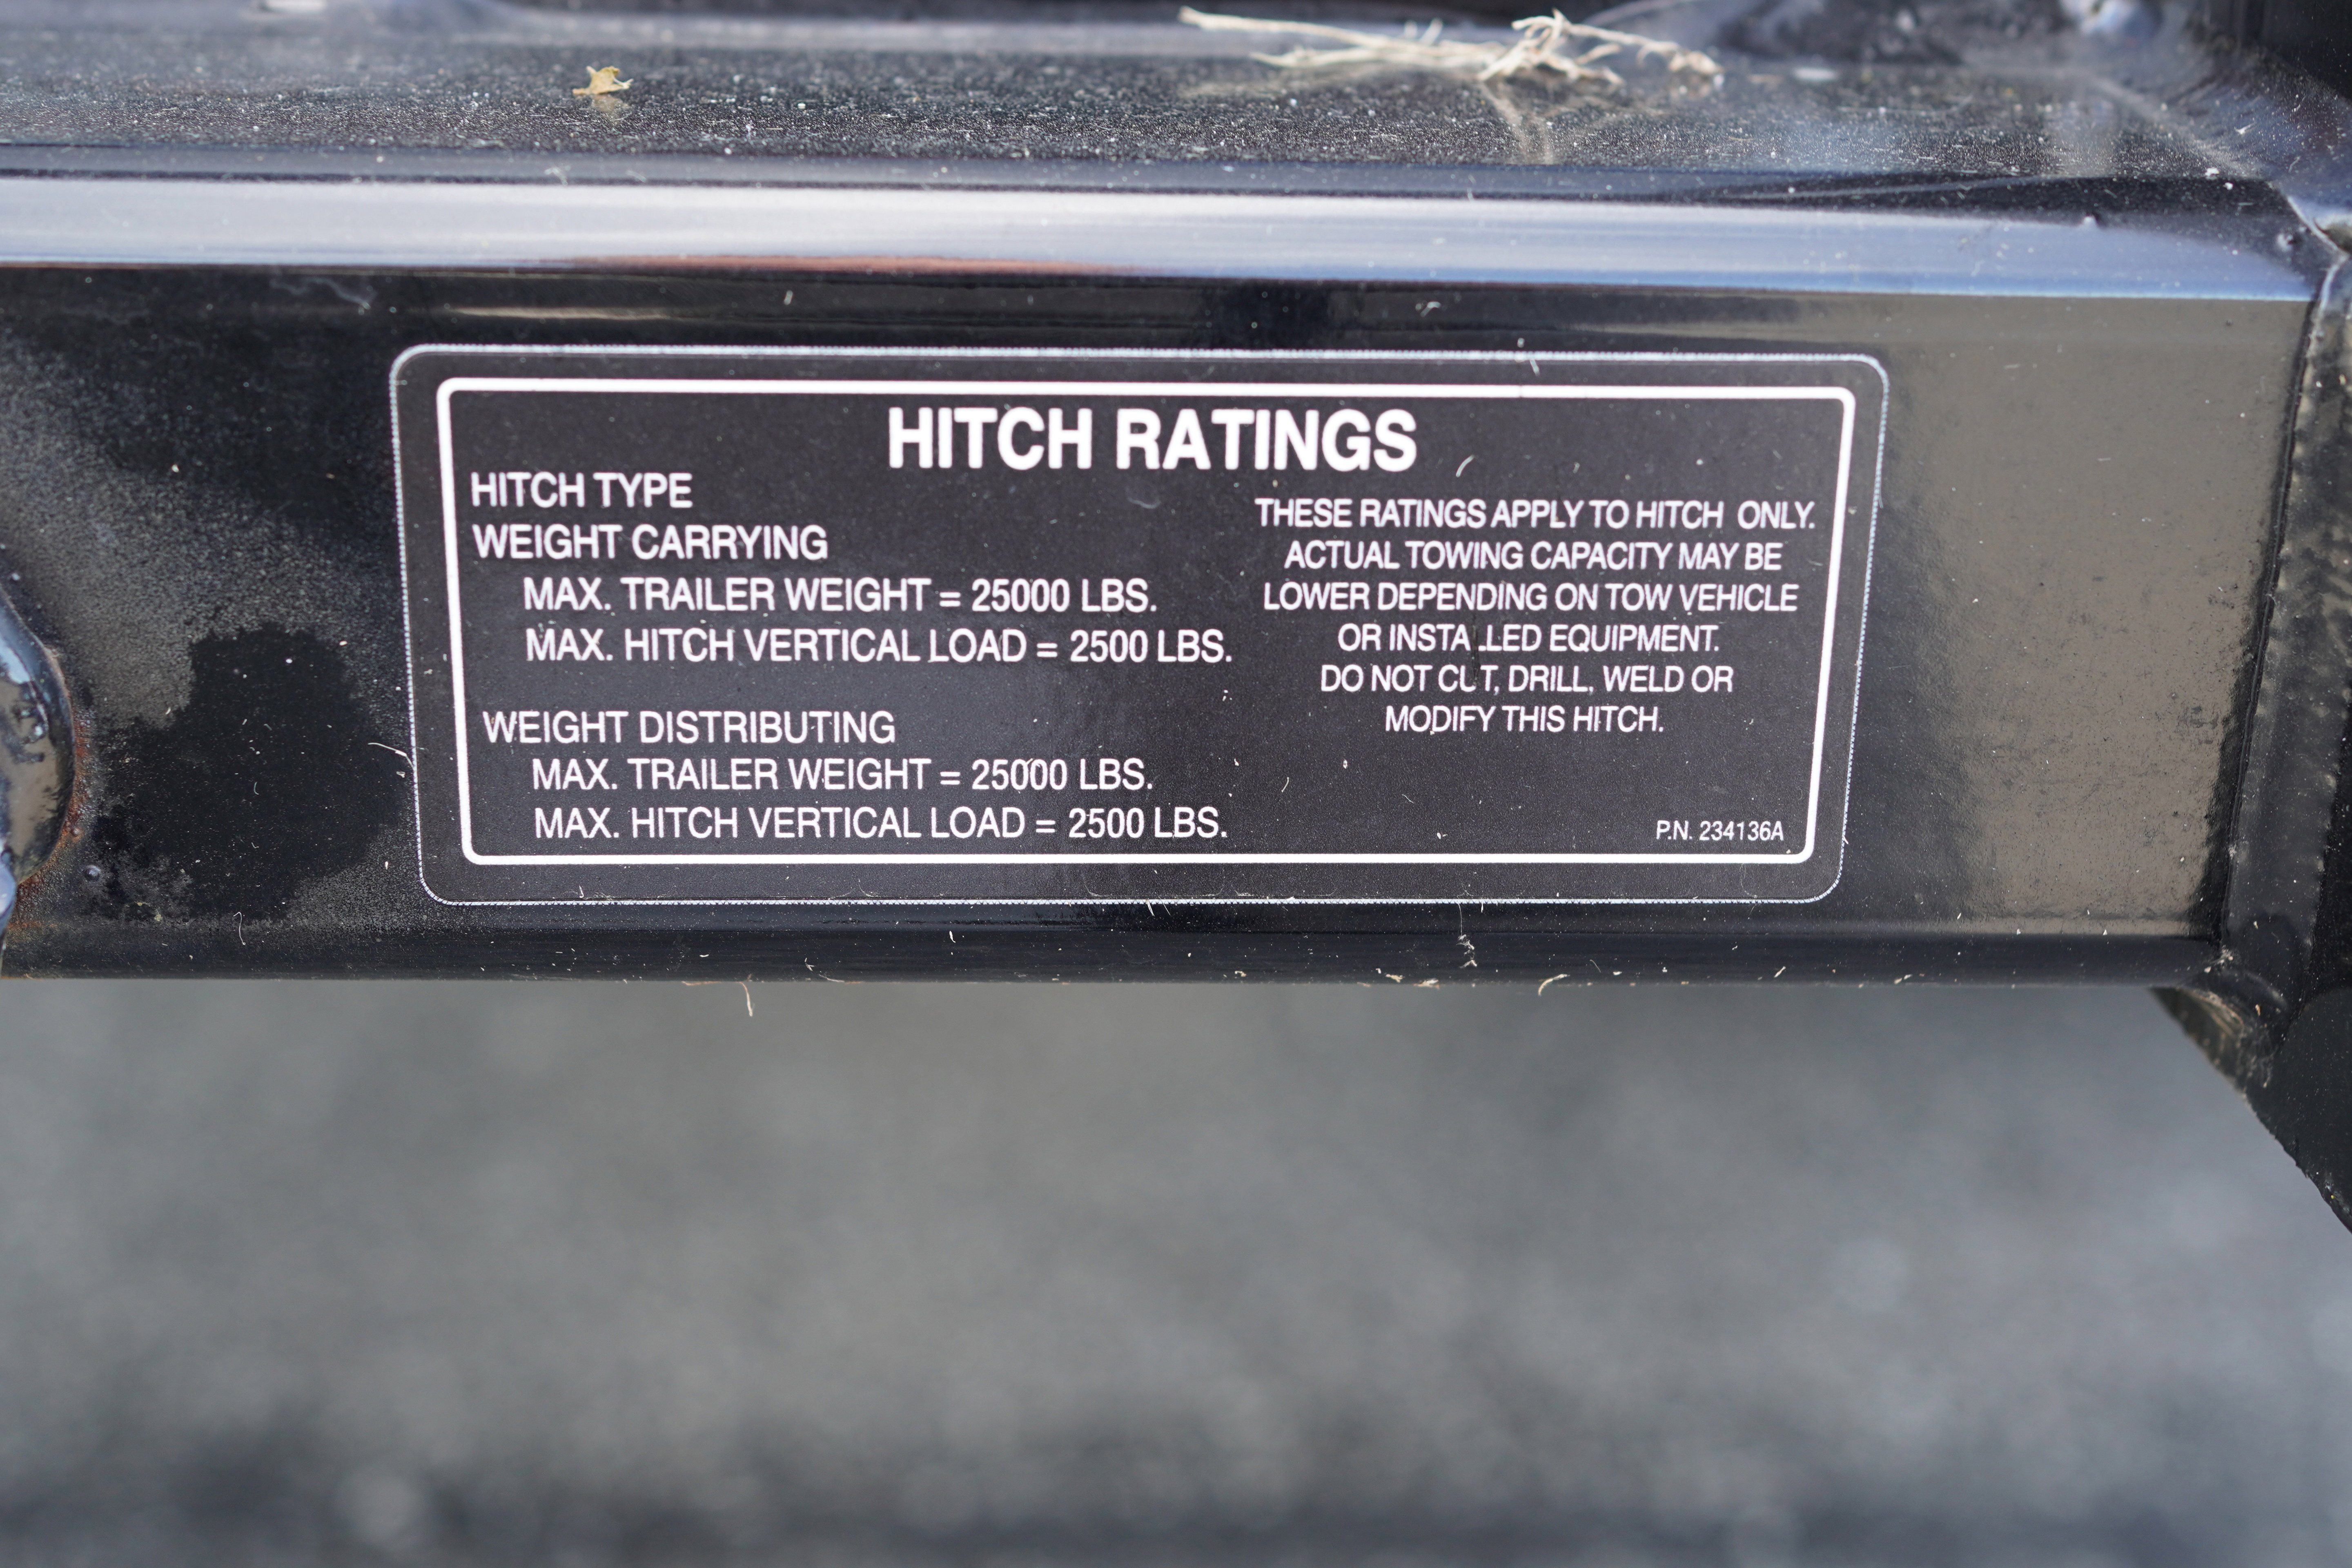 HITCH RATINGS
HITCH TYPE
WEIGHT CARRYING
MAX. TRAILER WEIGHT = 25000 LBS.
MAX. HITCH VERTICAL LOAD = 2500 LBS.
WEIGHT DISTRIBUTING
MAX. TRAILER WEIGHT = 25000 LBS.
MAX. HITCH VERTICAL LOAD = 2500 LBS.
THESE RATINGS APPLY TO HITCH ONLY.
ACTUAL TOWING CAPACITY MAY BE
LOWER DEPENDING ON TOW VEHICLE
OR INSTALLED EQUIPMENT.
DO NOT CUT, DRILL, WELD OR
MODIFY THIS HITCH.
P.N. 234136A